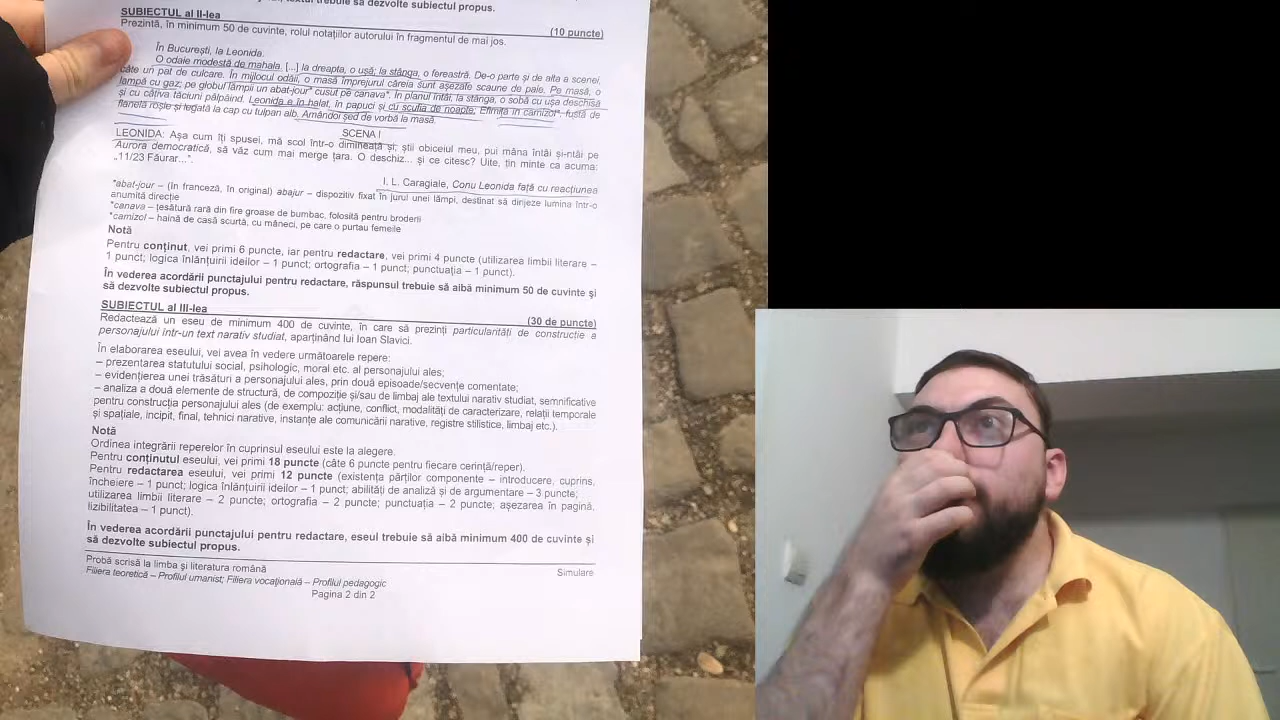 textul trebuie să dezvolte subiectul propus.
SUBIECTUL al II-lea (10 puncte)
Prezintă, în minimum 50 de cuvinte, rolul notațiilor autorului în fragmentul de mai jos.
În București, la Leonida.
O odaie modestă de mahala. [...] la dreapta, o ușă; la stânga, o fereastră. De-o parte și de alta a scenei,
câte un pat de culcare. În mijlocul odăii, o masă împrejurul căreia sunt așezate scaune de paie. Pe masă, o
lampă cu gaz; pe globul lămpii un abat-jour* cusut pe canava*. În planul întâi, la stânga, o sobă cu ușa deschisă
și cu câțiva tăciuni pâlpâind. Leonida e în halat, în papuci și cu scufia de noapte; Efimița în camizol*, fustă de
flanelă roșie și legată la cap cu tulpan alb. Amândoi șed de vorbă la masă.
SCENA I
LEONIDA: Așa cum îți spusei, mă scol într-o dimineață și, știi obiceiul meu, pui mâna întâi și-ntâi pe
Aurora democratică, să văz cum mai merge țara. O deschiz... și ce citesc? Uite, țin minte ca acuma:
„11/23 Făurar...”.
I. L. Caragiale, Conu Leonida față cu reacțiunea
*abat-jour – (în franceză, în original) abajur – dispozitiv fixat în jurul unei lămpi, destinat să dirijeze lumina într-o
anumită direcție
*canava – țesătură rară din fire groase de bumbac, folosită pentru broderii
*camizol – haină de casă scurtă, cu mâneci, pe care o purtau femeile
Notă
Pentru conținut, vei primi 6 puncte, iar pentru redactare, vei primi 4 puncte (utilizarea limbii literare –
1 punct; logica înlănțuirii ideilor – 1 punct; ortografia – 1 punct; punctuația – 1 punct).
În vederea acordării punctajului pentru redactare, răspunsul trebuie să aibă minimum 50 de cuvinte și
să dezvolte subiectul propus.
SUBIECTUL al III-lea (30 de puncte)
Redactează un eseu de minimum 400 de cuvinte, în care să prezinți particularități de construcție a
personajului intr-un text narativ studiat, aparținând lui Ioan Slavici.
În elaborarea eseului, vei avea în vedere următoarele repere:
– prezentarea statutului social, psihologic, moral etc. al personajului ales;
– evidențierea unei trăsături a personajului ales, prin două episoade/secvențe comentate;
– analiza a două elemente de structură, de compoziție și/sau de limbaj ale textului narativ studiat, semnificative
pentru construcția personajului ales (de exemplu: acțiune, conflict, modalități de caracterizare, relații temporale
și spațiale, incipit, final, tehnici narative, instanțe ale comunicării narative, registre stilistice, limbaj etc.).
Notă
Ordinea integrării reperelor în cuprinsul eseului este la alegere.
Pentru conținutul eseului, vei primi 18 puncte (câte 6 puncte pentru fiecare cerință/reper).
Pentru redactarea eseului, vei primi 12 puncte (existența părților componente – introducere, cuprins,
încheiere – 1 punct; logica înlănțuirii ideilor – 1 punct; abilități de analiză și de argumentare – 3 puncte;
utilizarea limbii literare – 2 puncte; ortografia – 2 puncte; punctuația – 2 puncte; așezarea în pagină,
lizibilitatea – 1 punct).
În vederea acordării punctajului pentru redactare, eseul trebuie să aibă minimum 400 de cuvinte și
să dezvolte subiectul propus.
Probă scrisă la limba și literatura română Simulare
Filiera teoretică – Profilul umanist; Filiera vocațională – Profilul pedagogic
Pagina 2 din 2